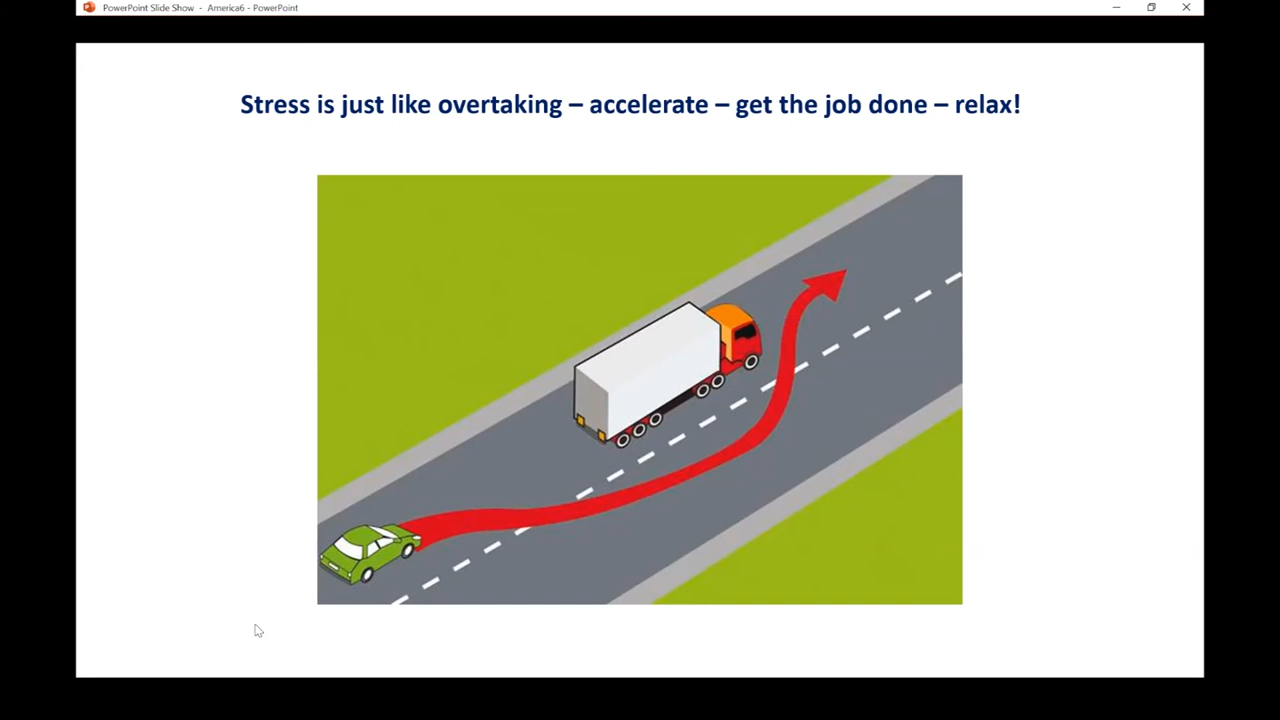 PowerPoint Slide Show - America6 - PowerPoint
Stress is just like overtaking – accelerate – get the job done – relax!